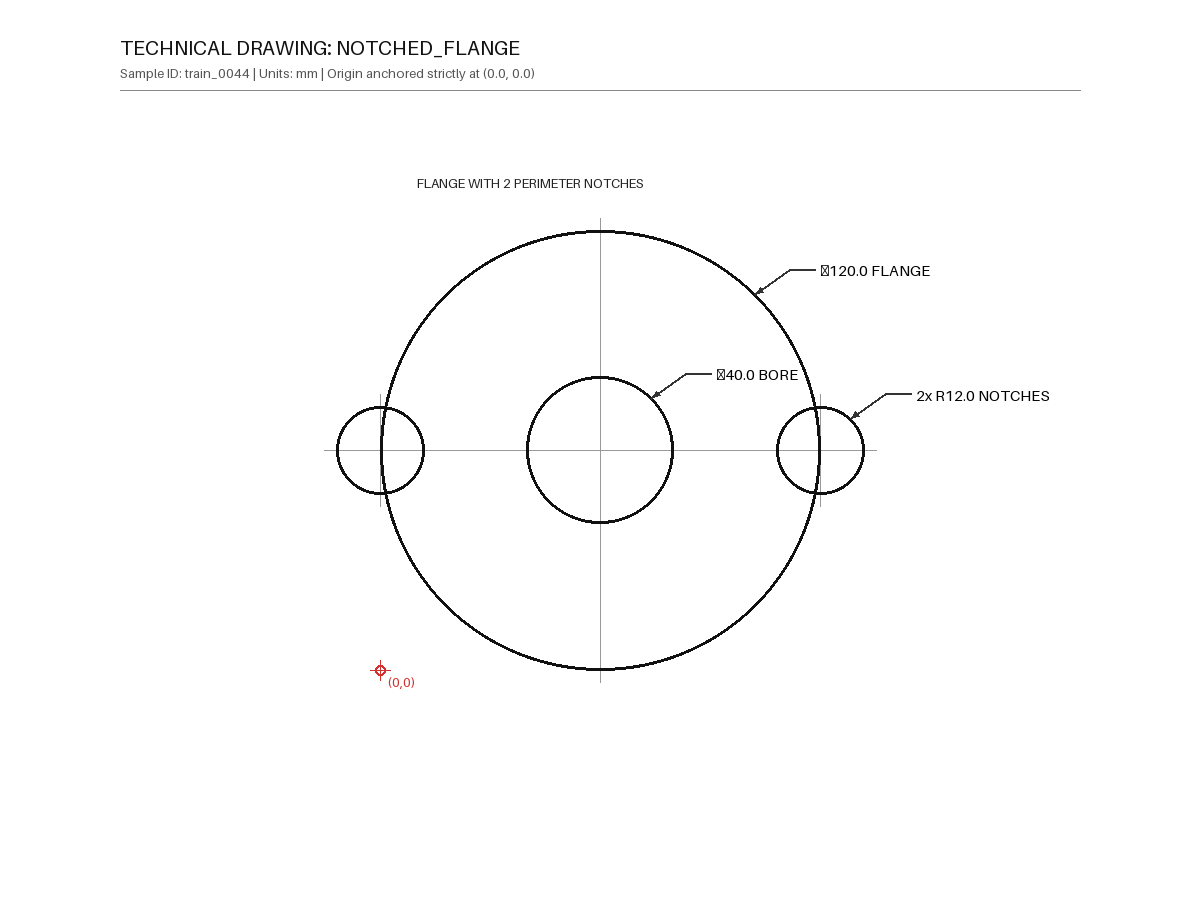 TECHNICAL DRAWING: NOTCHED_FLANGE
Sample ID: train_0044 | Units: mm | Origin anchored strictly at (0.0, 0.0)
FLANGE WITH 2 PERIMETER NOTCHES
120.0 FLANGE
40.0 BORE
2x R12.0 NOTCHES
(0,0)